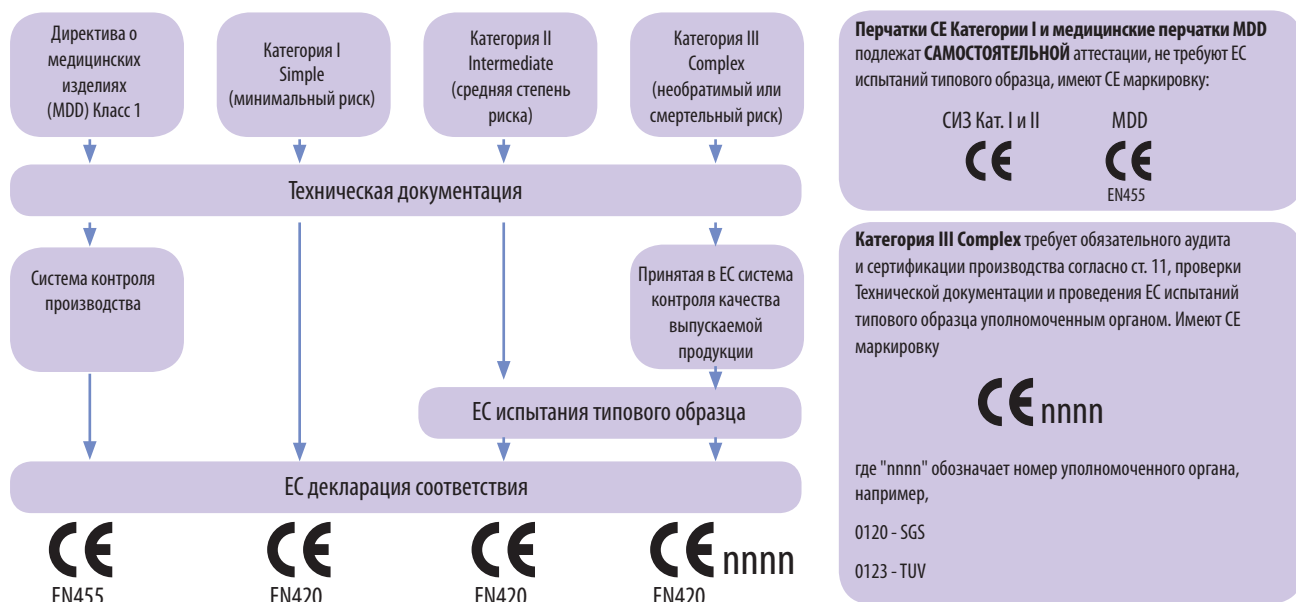 Директива о
медицинских
изделиях
(MDD) Класс 1
Категория I
Simple
(минимальный риск)
Категория II
Intermediate
(средняя степень
риска)
Категория III
Complex
(необратимый или
смертельный риск)
Техническая документация
Система контроля
производства
Принятая в ЕС система
контроля качества
выпускаемой
продукции
ЕС испытания типового образца
ЕС декларация соответствия
CE
EN455
CE
EN420
CE
EN420
CE nnnn
EN420
Перчатки CE Категории I и медицинские перчатки MDD
подлежат САМОСТОЯТЕЛЬНОЙ аттестации, не требуют ЕС
испытаний типового образца, имеют CE маркировку:
СИЗ Кат. I и II
CE
MDD
CE
EN455
Категория III Complex требует обязательного аудита
и сертификации производства согласно ст. 11, проверки
Технической документации и проведения ЕС испытаний
типового образца уполномоченным органом. Имеют CE
маркировку
CE nnnn
где "nnnn" обозначает номер уполномоченного органа,
например,
0120 - SGS
0123 - TUV